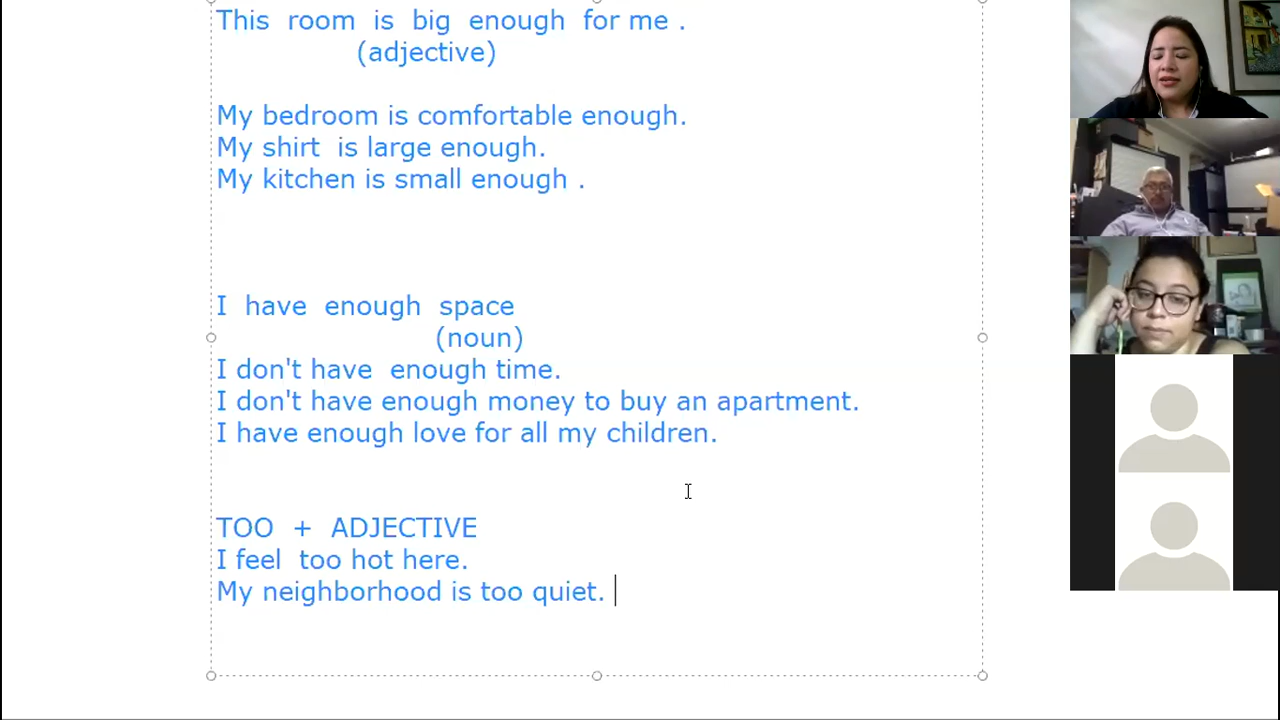 This room is big enough for me .
(adjective)
My bedroom is comfortable enough.
My shirt is large enough.
My kitchen is small enough .
I have enough space
(noun)
I don't have enough time.
I don't have enough money to buy an apartment.
I have enough love for all my children.
TOO + ADJECTIVE
I feel too hot here.
My neighborhood is too quiet.